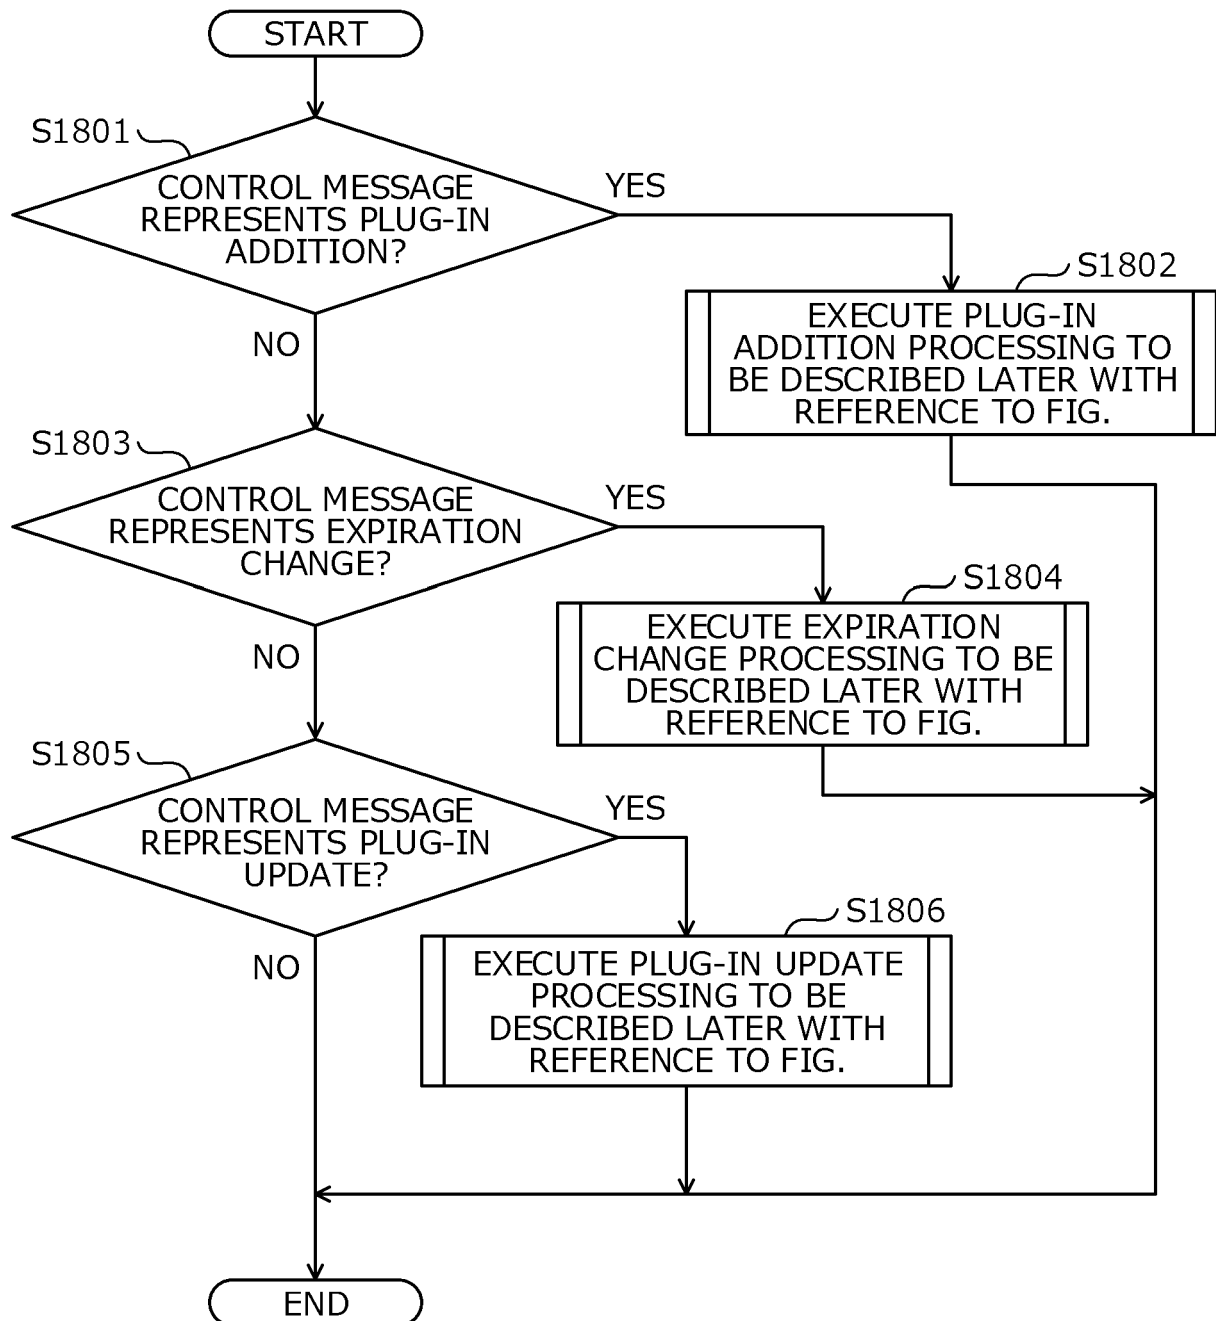 START
S1801
CONTROL MESSAGE
REPRESENTS PLUG-IN
ADDITION?
YES
NO
S1802
EXECUTE PLUG-IN
ADDITION PROCESSING TO
BE DESCRIBED LATER WITH
REFERENCE TO FIG.
S1803
CONTROL MESSAGE
REPRESENTS EXPIRATION
CHANGE?
YES
NO
S1804
EXECUTE EXPIRATION
CHANGE PROCESSING TO BE
DESCRIBED LATER WITH
REFERENCE TO FIG.
S1805
CONTROL MESSAGE
REPRESENTS PLUG-IN
UPDATE?
YES
NO
S1806
EXECUTE PLUG-IN UPDATE
PROCESSING TO BE
DESCRIBED LATER WITH
REFERENCE TO FIG.
END